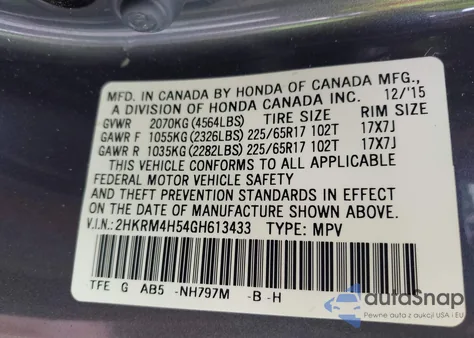 MFD. IN CANADA BY HONDA OF CANADA MFG.,
A DIVISION OF HONDA CANADA INC. 12/'15
GVWR 2070KG (4564LBS) TIRE SIZE RIM SIZE
GAWR F 1055KG (2326LBS) 225/65R17 102T 17X7J
GAWR R 1035KG (2282LBS) 225/65R17 102T 17X7J
THIS VEHICLE CONFORMS TO ALL APPLICABLE
FEDERAL MOTOR VEHICLE SAFETY
AND THEFT PREVENTION STANDARDS IN EFFECT
ON THE DATE OF MANUFACTURE SHOWN ABOVE.
V.I.N.: 2HKRM4H54GH613433 TYPE: MPV
TFE G AB5 -NH797M -B -H
autoSnap
Pewne auta z USA i EU